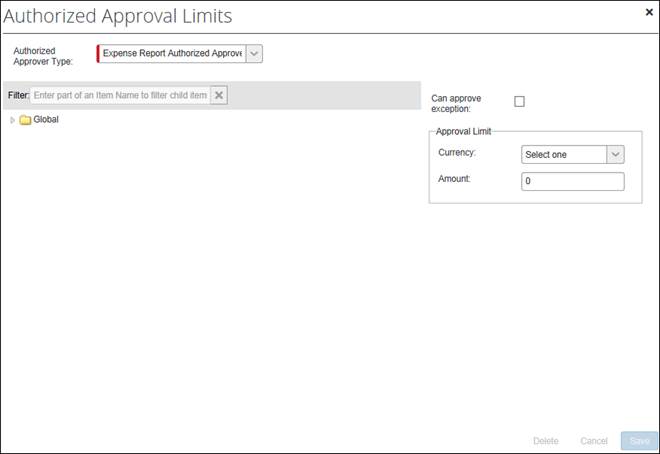 Authorized Approval Limits
Authorized
Approver Type:
Expense Report Authorized Approve
Filter:
Enter part of an Item Name to filter child item
Global
Can approve
exception:
Approval Limit
Currency:
Select one
Amount:
0
Delete
Cancel
Save